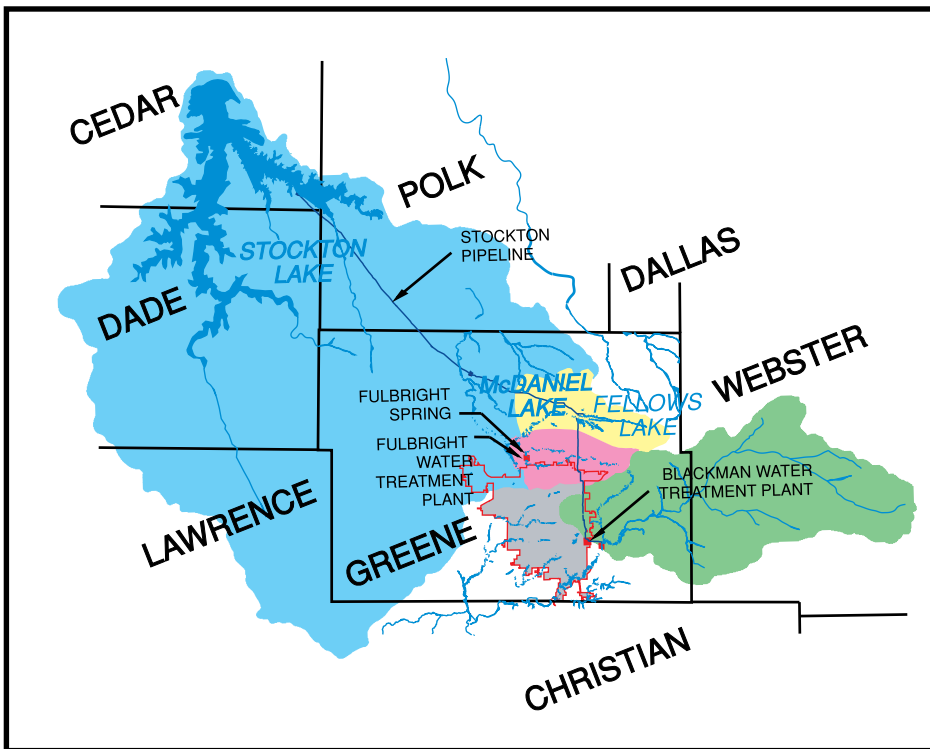 CEDAR
POLK
STOCKTON
PIPELINE
STOCKTON
LAKE
DALLAS
DADE
WEBSTER
McDANIEL
LAKE
FELLOWS
LAKE
FULBRIGHT
SPRING
FULBRIGHT
WATER
TREATMENT
PLANT
BLACKMAN WATER
TREATMENT PLANT
LAWRENCE
GREENE
CHRISTIAN